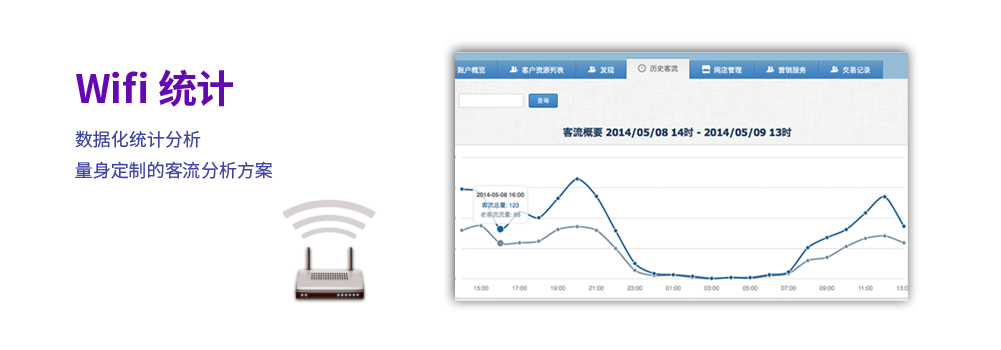 Wifi 统计
数据化统计分析
量身定制的客流分析方案
账户概览
客户资源列表
发现
历史客流
网店管理
营销服务
交易记录
查询
客流概要 2014/05/08 14时 - 2014/05/09 13时
2014-05-08 16:00
客流总量: 123
老客流流量: 88
15:00 17:00 19:00 21:00 23:00 01:00 03:00 05:00 07:00 09:00 11:00 13:0